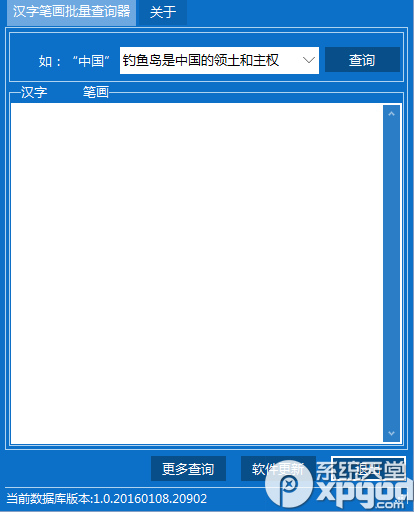 汉字笔画批量查询器 关于
如：“中国” 钓鱼岛是中国的领土和主权 查询
汉字 笔画
更多查询 软件更新
系统天堂
xpgod
.com
当前数据库版本:1.0.20160108.20902